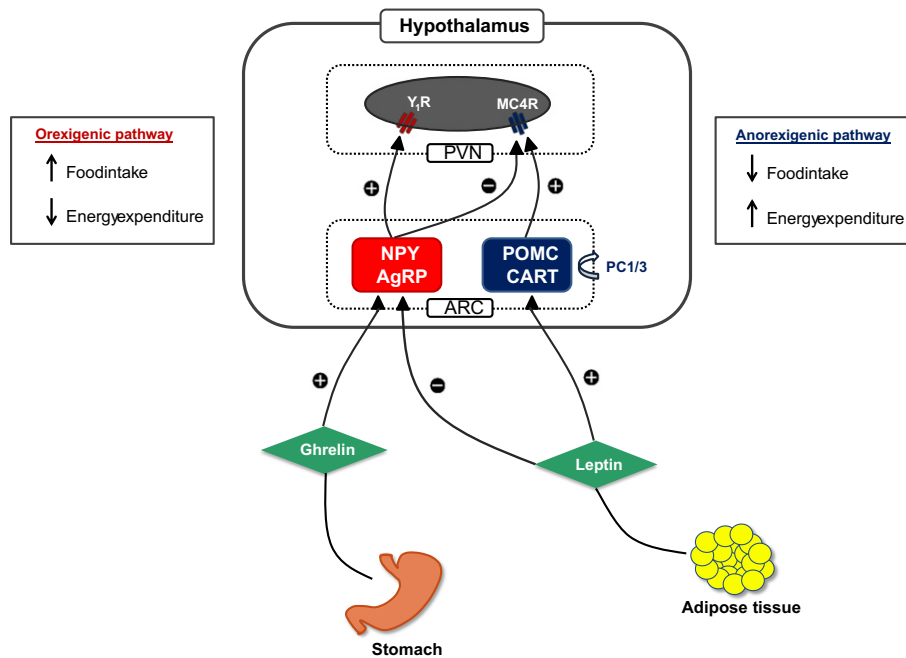 Hypothalamus
Y1R
MC4R
PVN
Orexigenic pathway
Foodintake
Energyexpenditure
Anorexigenic pathway
Foodintake
Energyexpenditure
+
-
+
NPY
AgRP
POMC
CART
PC1/3
ARC
+
-
+
Ghrelin
Leptin
Adipose tissue
Stomach